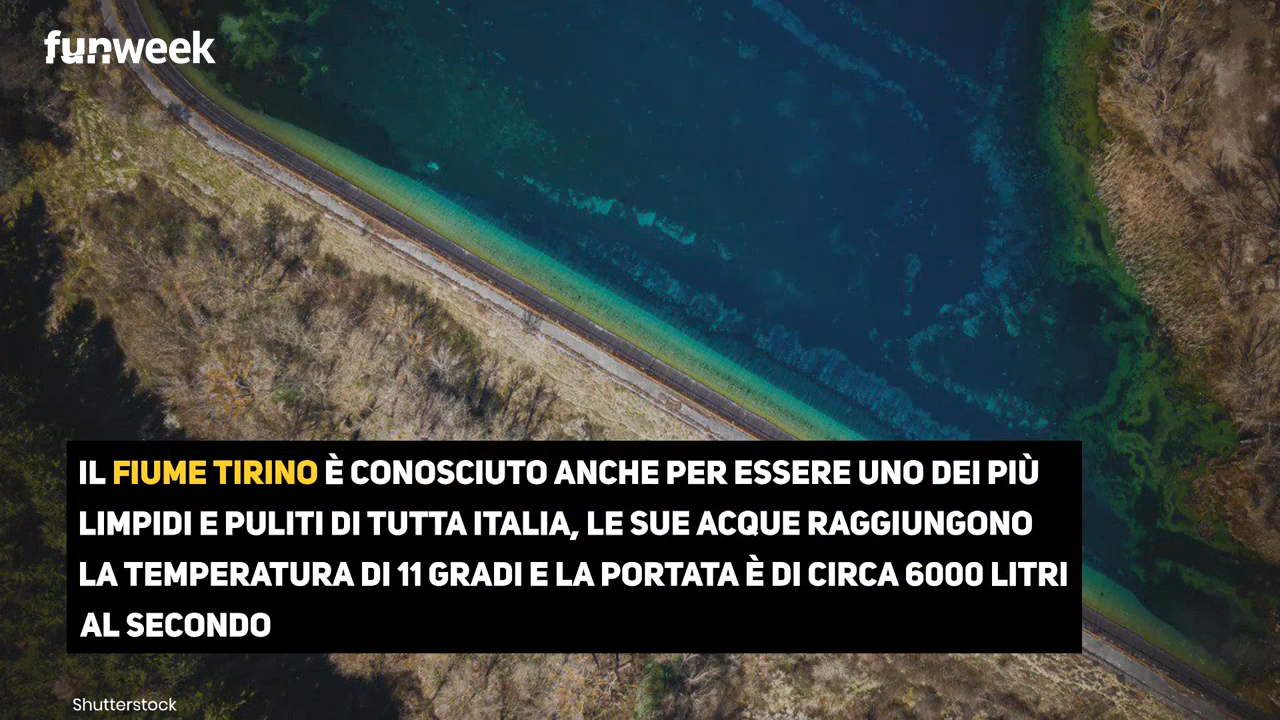 funweek
IL FIUME TIRINO È CONOSCIUTO ANCHE PER ESSERE UNO DEI PIÙ
LIMPIDI E PULITI DI TUTTA ITALIA, LE SUE ACQUE RAGGIUNGONO
LA TEMPERATURA DI 11 GRADI E LA PORTATA È DI CIRCA 6000 LITRI
AL SECONDO
Shutterstock